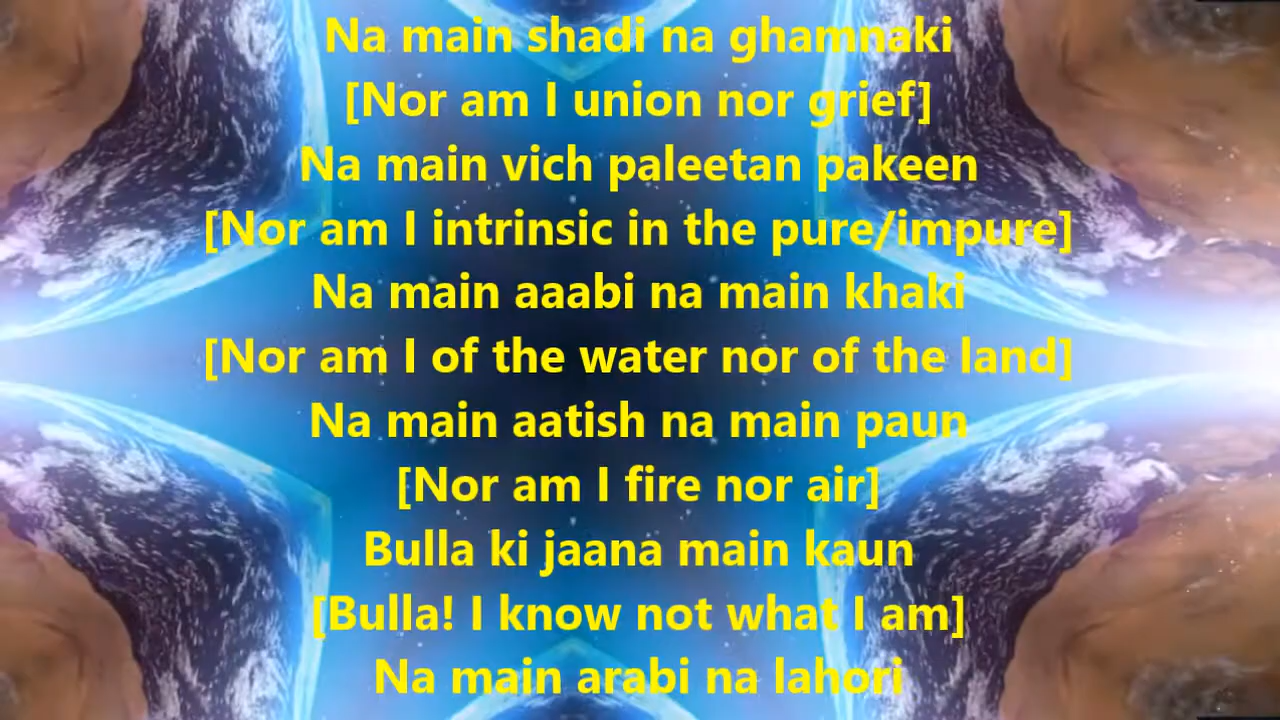 Na main shadi na ghamnaki
[Nor am I union nor grief]
Na main vich paleetan pakeen
[Nor am I intrinsic in the pure/impure]
Na main aaabi na main khaki
[Nor am I of the water nor of the land]
Na main aatish na main paun
[Nor am I fire nor air]
Bulla ki jaana main kaun
[Bulla! I know not what I am]
Na main arabi na lahori